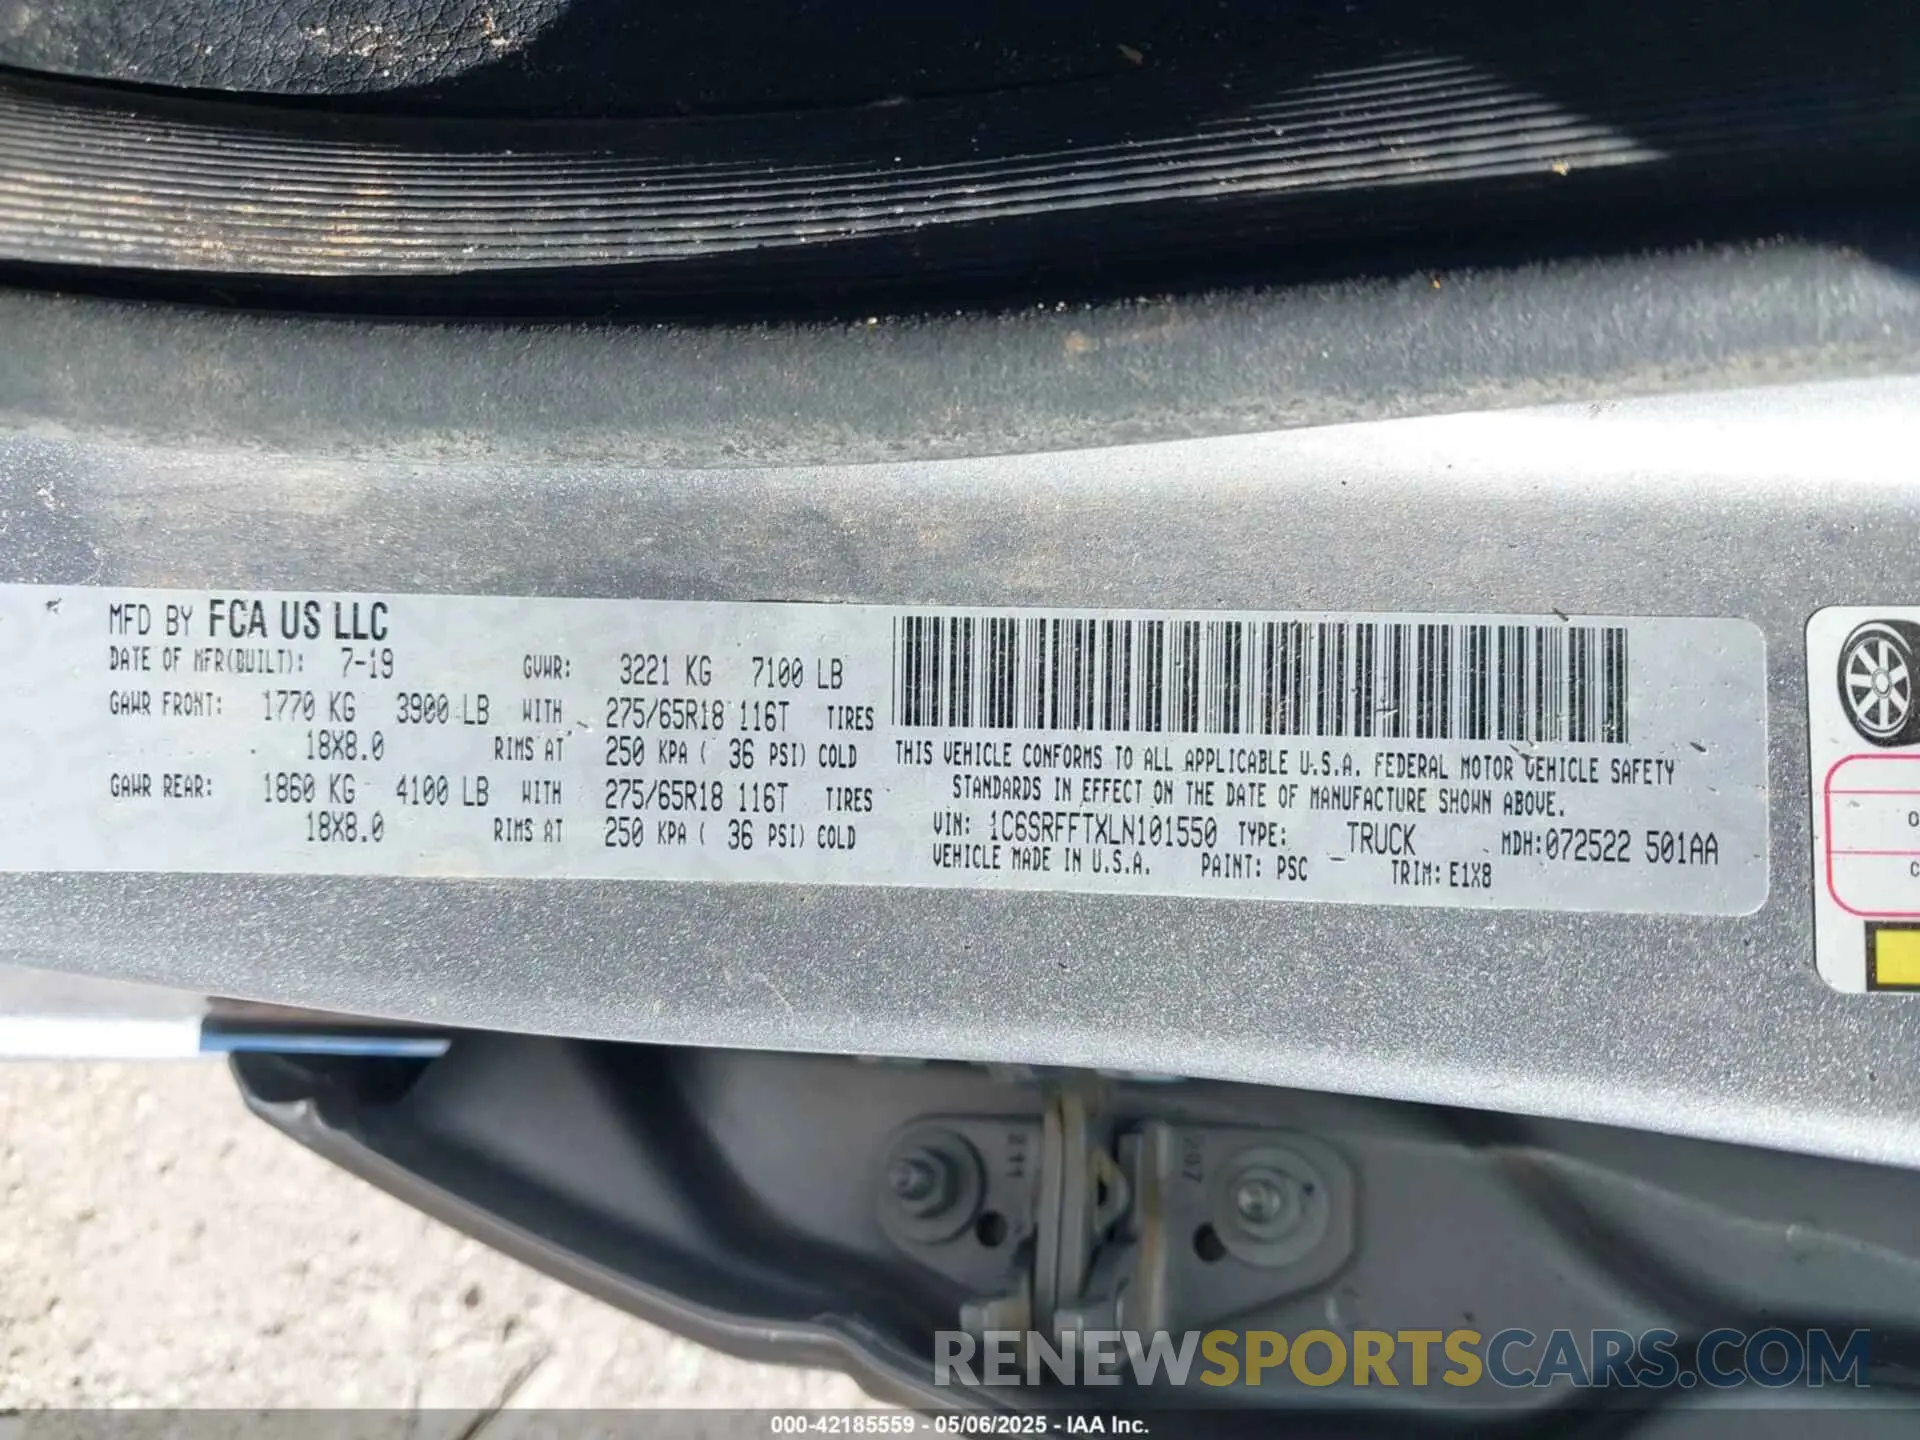 MFD BY FCA US LLC
DATE OF MFR(BUILT): 7-19 GVWR: 3221 KG 7100 LB
GAWR FRONT: 1770 KG 3900 LB WITH 275/65R18 116T TIRES
18X8.0 RIMS AT 250 KPA ( 36 PSI) COLD
GAWR REAR: 1860 KG 4100 LB WITH 275/65R18 116T TIRES
18X8.0 RIMS AT 250 KPA ( 36 PSI) COLD
THIS VEHICLE CONFORMS TO ALL APPLICABLE U.S.A. FEDERAL MOTOR VEHICLE SAFETY
STANDARDS IN EFFECT ON THE DATE OF MANUFACTURE SHOWN ABOVE.
VIN: 1C6SRFFTXLN101550 TYPE: TRUCK MDH:072522 501AA
VEHICLE MADE IN U.S.A. PAINT: PSC TRIM: E1X8
211
RENEWSPORTSCARS.COM
000-42185559 - 05/06/2025 - IAA Inc.